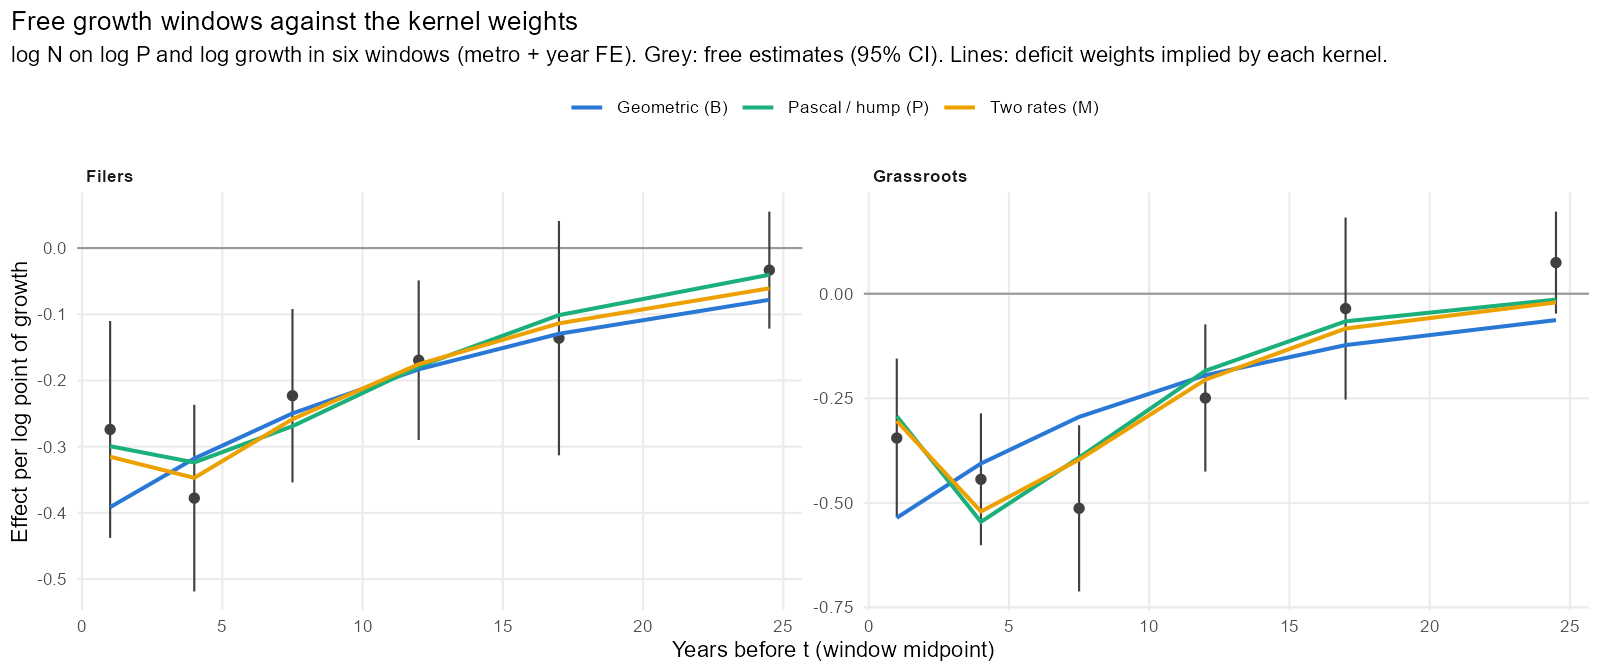 Free growth windows against the kernel weights
log N on log P and log growth in six windows (metro + year FE). Grey: free estimates (95% CI). Lines: deficit weights implied by each kernel.
Geometric (B) Pascal / hump (P) Two rates (M)
Filers
Grassroots
Effect per log point of growth
0.0
-0.1
-0.2
-0.3
-0.4
-0.5
0 5 10 15 20 25
0.00
-0.25
-0.50
-0.75
0 5 10 15 20 25
Years before t (window midpoint)